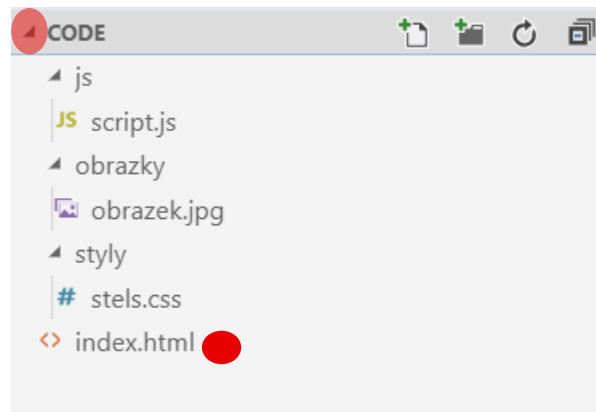 CODE
js
JS script.js
obrazky
obrazek.jpg
styly
# stels.css
<> index.html